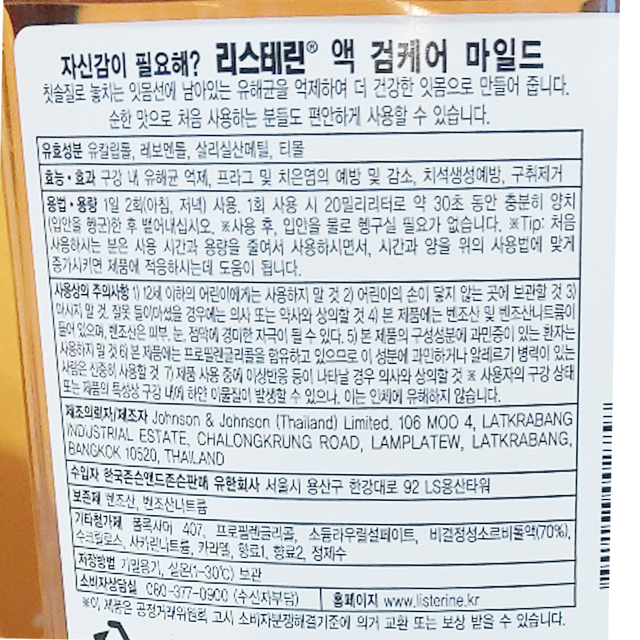 자신감이 필요해? 리스테린® 액 검케어 마일드
칫솔질로 놓치는 잇몸선에 남아있는 유해균을 억제하여 더 건강한 잇몸으로 만들어 줍니다.
순한 맛으로 처음 사용하는 분들도 편안하게 사용할 수 있습니다.
유효성분 유칼립톨, 레보멘톨, 살리실산메틸, 티몰
효능·효과 구강 내 유해균 억제, 프라그 및 치은염의 예방 및 감소, 치석생성예방, 구취제거
용법·용량 1일 2회(아침, 저녁) 사용. 1회 사용 시 20밀리리터로 약 30초 동안 충분히 양치
(입안을 헹굼)한 후 뱉어내십시오. ※사용 후, 입안을 물로 헹구실 필요가 없습니다. ※Tip: 처음
사용하시는 분은 사용 시간과 용량을 줄여서 사용하시면서, 시간과 양을 위의 사용법에 맞게
증가시키면 제품에 적응하시는데 도움이 됩니다.
사용상의 주의사항 1) 12세 이하의 어린이에게는 사용하지 말 것 2) 어린이의 손이 닿지 않는 곳에 보관할 것 3)
마시지 말 것. 잘못 들이마셨을 경우에는 의사 또는 약사와 상의할 것 4) 본 제품에는 벤조산 및 벤조산나트륨이
들어 있으며, 벤조산은 피부, 눈, 점막에 경미한 자극이 될 수 있다. 5) 본 제품의 구성성분에 과민증이 있는 환자는
사용하지 말 것 6) 본 제품에는 프로필렌글리콜을 함유하고 있으므로 이 성분에 과민하거나 알레르기 병력이 있는
사람은 신중히 사용할 것 7) 제품 사용 중에 이상반응 등이 나타날 경우 의사와 상의할 것 ※ 사용자의 구강 상태
또는 제품의 특성상 구강 내에 하얀 이물질이 발생할 수 있으나, 이는 인체에 유해하지 않습니다.
제조의뢰자/제조자 Johnson & Johnson (Thailand) Limited. 106 MOO 4, LATKRABANG
INDUSTRIAL ESTATE, CHALONGKRUNG ROAD, LAMPLATEW, LATKRABANG,
BANGKOK 10520, THAILAND
수입자 한국존슨앤드존슨판매 유한회사 서울시 용산구 한강대로 92 LS용산타워
보존제 벤조산, 벤조산나트륨
기타첨가제 폴록사머 407, 프로필렌글리콜, 소듐라우릴설페이트, 비결정성소르비톨액(70%),
수크랄로스, 사카린나트륨, 카라멜, 향료1, 향료2, 정제수
저장방법 기밀용기, 실온(1-30℃) 보관
소비자상담실 080-377-0900 (수신자부담) 홈페이지 www.listerine.kr
※이 제품은 공정거래위원회 고시 소비자분쟁해결기준에 의거 교환 또는 보상 받을 수 있습니다.